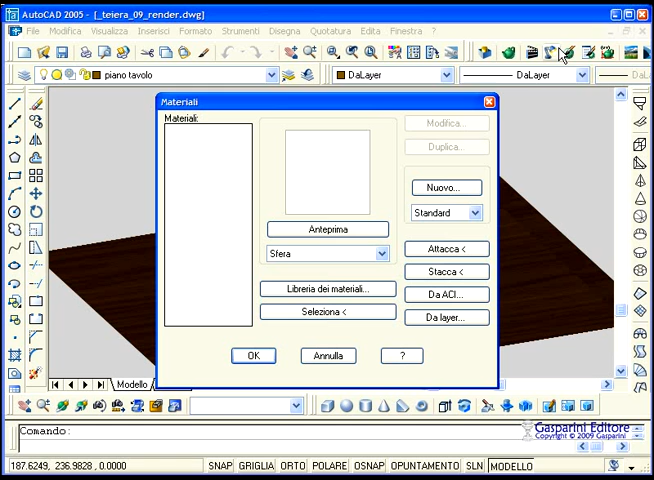 AutoCAD 2005 - [_teiera_09_render.dwg]
File Modifica Visualizza Inserisci Formato Strumenti Disegna Quotatura Edita Finestra ?
piano tavolo
DaLayer
DaLayer
DaL
Materiali
Materiali:
Modifica...
Duplica...
Nuovo...
Standard
Anteprima
Sfera
Attacca <
Libreria dei materiali...
Stacca <
Seleziona <
Da ACI...
Da layer...
OK
Annulla
?
Modello
Comando:
Gasparini Editore
Copyright © 2009 Gasparini
187.6249, 236.9828 , 0.0000
SNAP GRIGLIA ORTO POLARE OSNAP OPUNTAMENTO SLN MODELLO